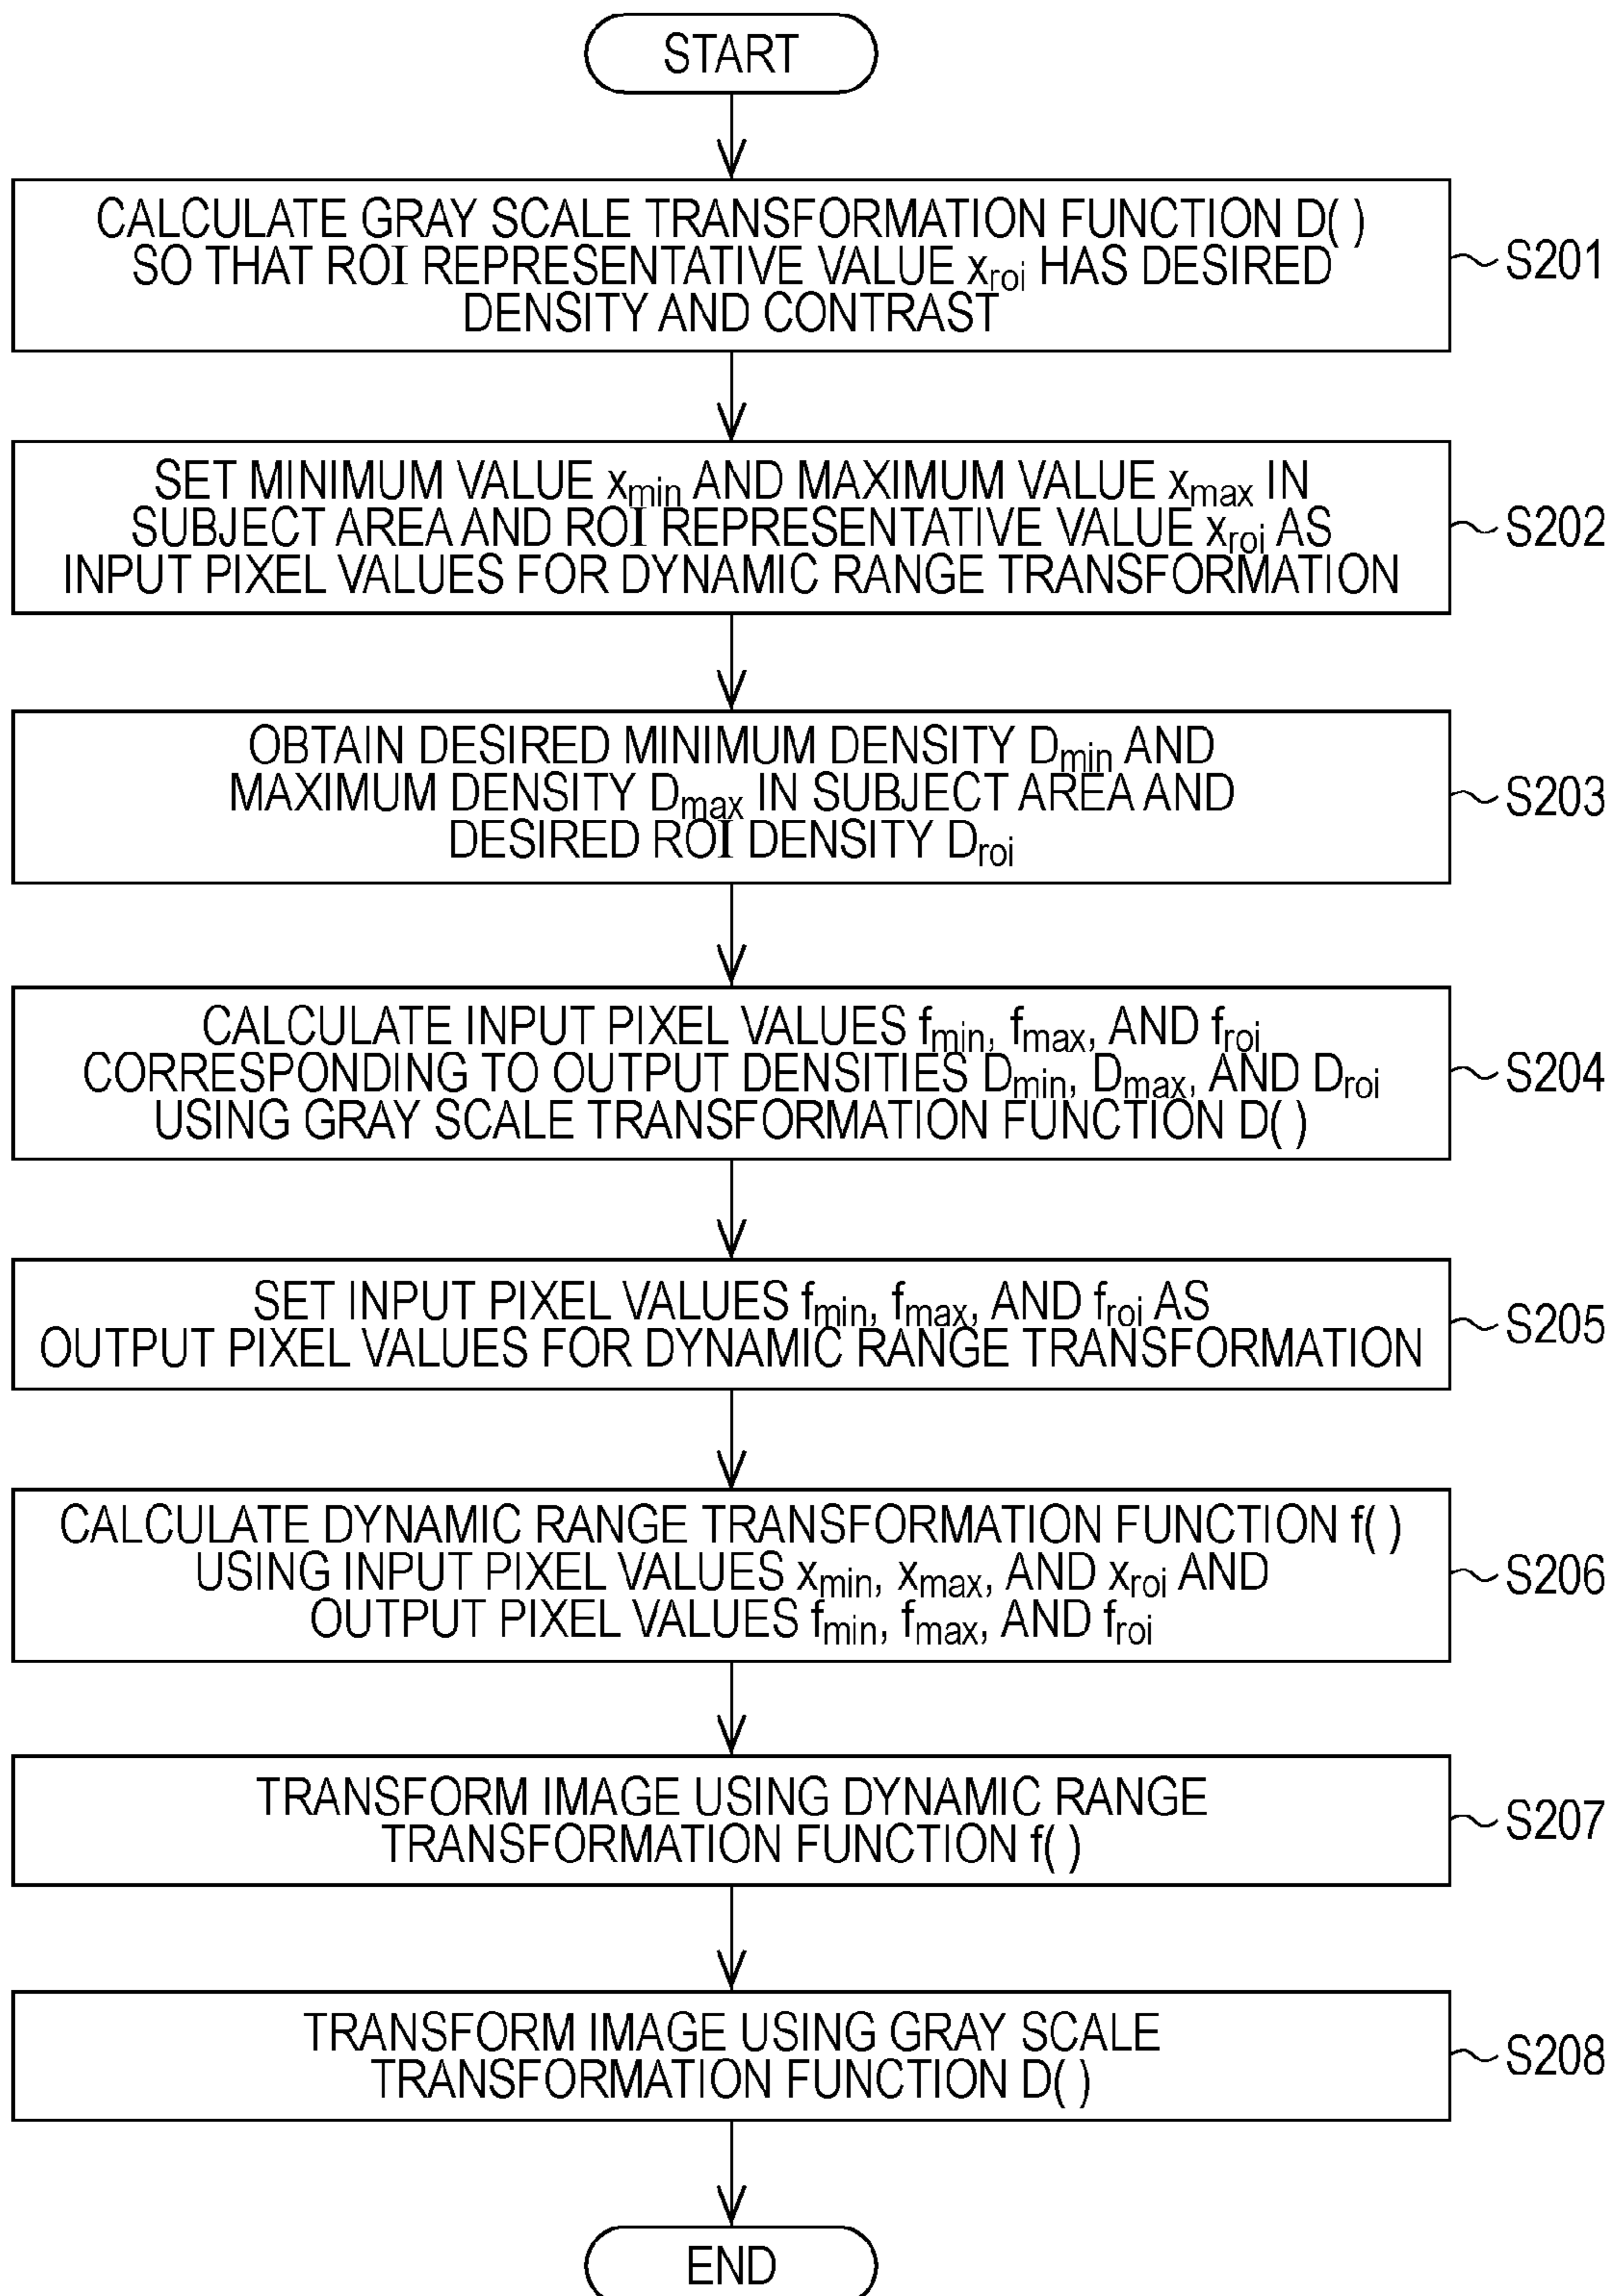 START
CALCULATE GRAY SCALE TRANSFORMATION FUNCTION D( )
SO THAT ROI REPRESENTATIVE VALUE xroi HAS DESIRED
DENSITY AND CONTRAST
S201
SET MINIMUM VALUE xmin AND MAXIMUM VALUE xmax IN
SUBJECT AREA AND ROI REPRESENTATIVE VALUE xroi AS
INPUT PIXEL VALUES FOR DYNAMIC RANGE TRANSFORMATION
S202
OBTAIN DESIRED MINIMUM DENSITY Dmin AND
MAXIMUM DENSITY Dmax IN SUBJECT AREA AND
DESIRED ROI DENSITY Droi
S203
CALCULATE INPUT PIXEL VALUES fmin, fmax, AND froi
CORRESPONDING TO OUTPUT DENSITIES Dmin, Dmax, AND Droi
USING GRAY SCALE TRANSFORMATION FUNCTION D( )
S204
SET INPUT PIXEL VALUES fmin, fmax, AND froi AS
OUTPUT PIXEL VALUES FOR DYNAMIC RANGE TRANSFORMATION
S205
CALCULATE DYNAMIC RANGE TRANSFORMATION FUNCTION f( )
USING INPUT PIXEL VALUES xmin, xmax, AND xroi AND
OUTPUT PIXEL VALUES fmin, fmax, AND froi
S206
TRANSFORM IMAGE USING DYNAMIC RANGE
TRANSFORMATION FUNCTION f( )
S207
TRANSFORM IMAGE USING GRAY SCALE
TRANSFORMATION FUNCTION D( )
S208
END